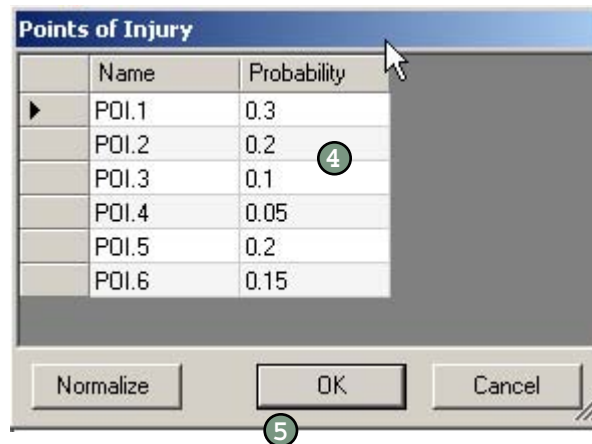 Points of Injury
Name Probability
POI.1 0.3
POI.2 0.2
4
POI.3 0.1
POI.4 0.05
POI.5 0.2
POI.6 0.15
Normalize OK Cancel
5